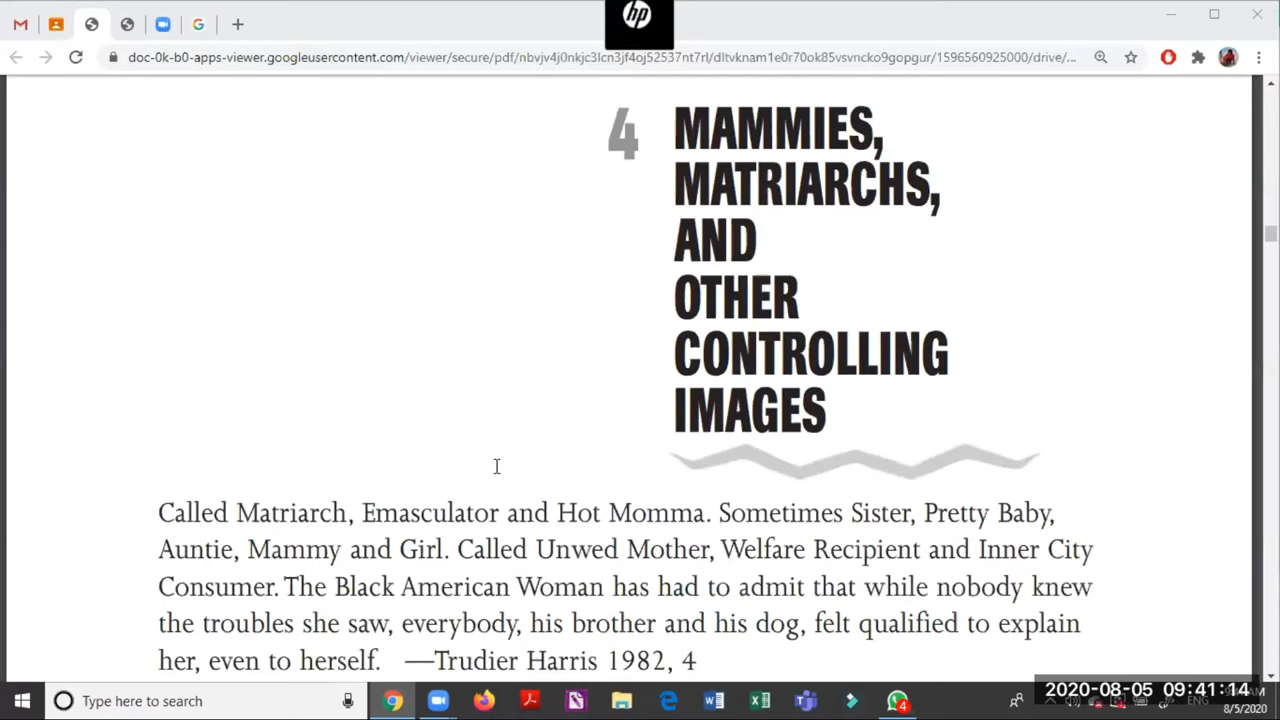 hp
doc-0k-b0-apps-viewer.googleusercontent.com/viewer/secure/pdf/nbvjv4j0nkjc3lcn3jf4oj52537nt7rl/dltvknam1e0r70ok85vsvncko9gopgur/1596560925000/drive/...
4 MAMMIES,
MATRIARCHS,
AND
OTHER
CONTROLLING
IMAGES
Called Matriarch, Emasculator and Hot Momma. Sometimes Sister, Pretty Baby,
Auntie, Mammy and Girl. Called Unwed Mother, Welfare Recipient and Inner City
Consumer. The Black American Woman has had to admit that while nobody knew
the troubles she saw, everybody, his brother and his dog, felt qualified to explain
her, even to herself. —Trudier Harris 1982, 4
Type here to search
4
2020-08-05 09:41:14
8/5/2020